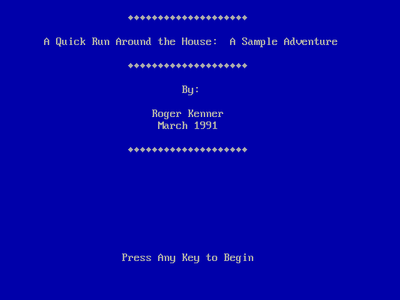 ********************
A Quick Run Around the House:  A Sample Adventure
********************
By:
Roger Kenner
March 1991
********************
Press Any Key to Begin